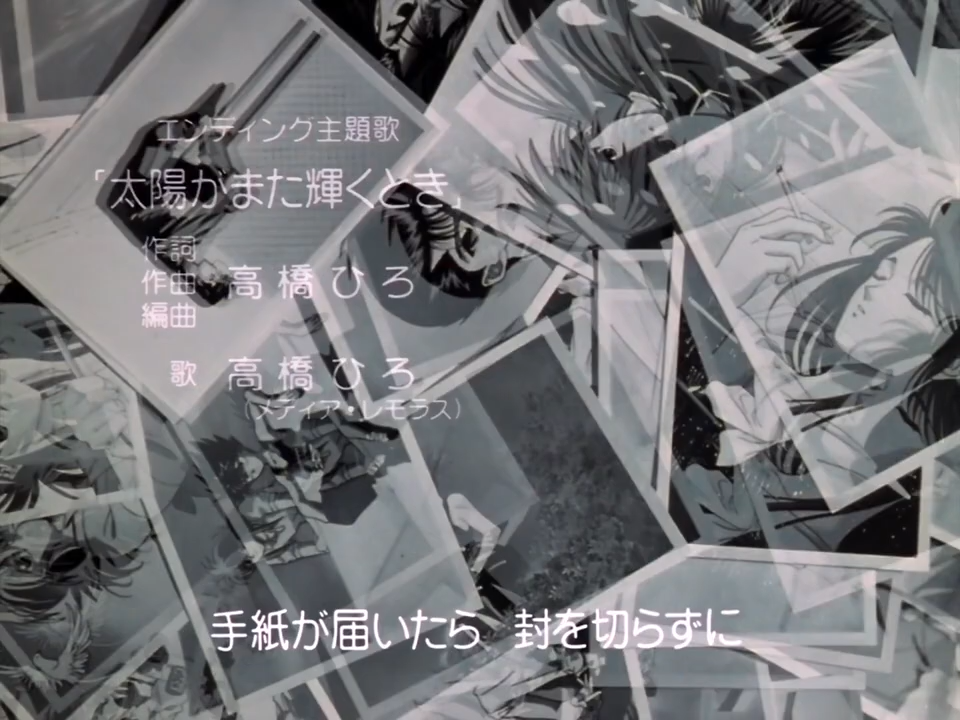 エンディング主題歌
「太陽がまた輝くとき」
作詞
作曲 高橋ひろ
編曲
歌 高橋ひろ
(メディア・レモラス)
手紙が届いたら 封を切らずに